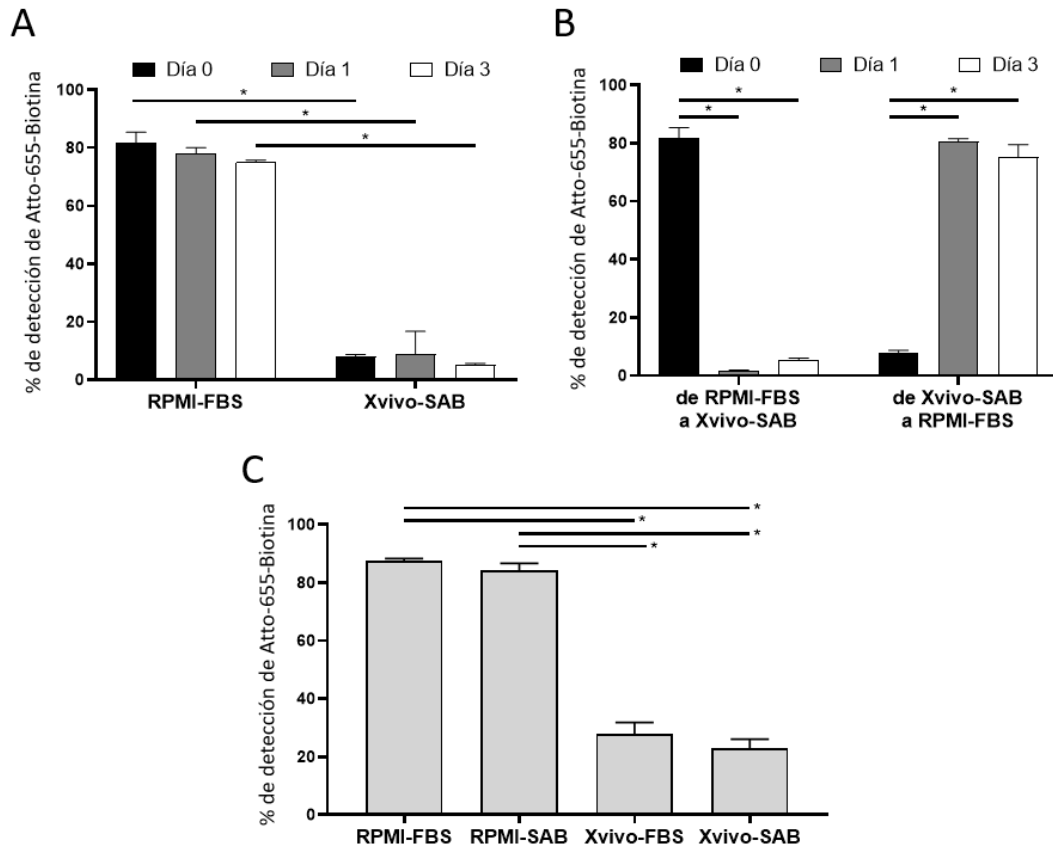 A
B
Día 0
Día 1
Día 3
Día 0
Día 1
Día 3
% de detección de Atto-655-Biotina
100
80
60
40
20
0
*
*
*
RPMI-FBS
Xvivo-SAB
% de detección de Atto-655-Biotina
100
80
60
40
20
0
*
*
*
*
de RPMI-FBS
a Xvivo-SAB
de Xvivo-SAB
a RPMI-FBS
C
% de detección de Atto-655-Biotina
100
80
60
40
20
0
*
*
*
*
RPMI-FBS
RPMI-SAB
Xvivo-FBS
Xvivo-SAB